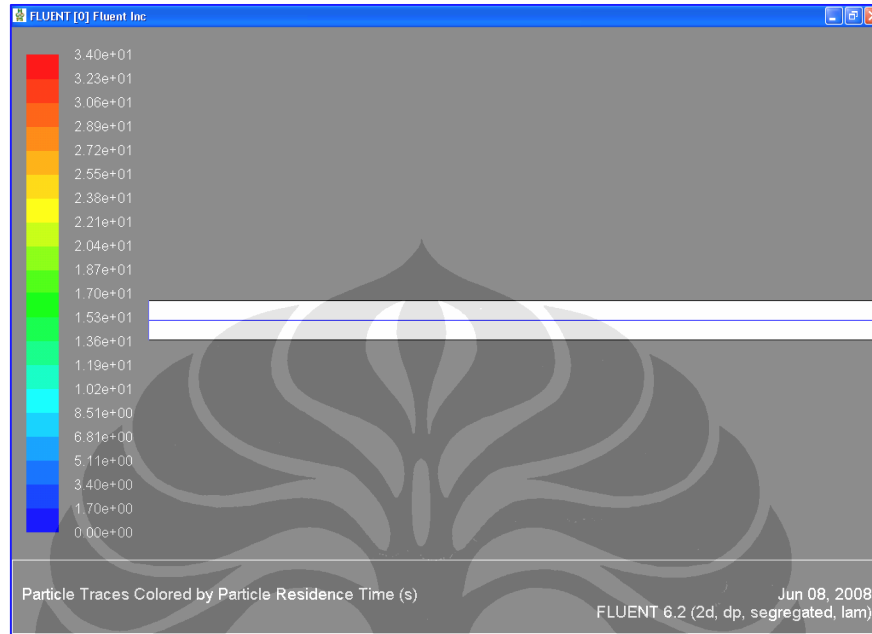 FLUENT [0] Fluent Inc
3.40e+01
3.23e+01
3.06e+01
2.89e+01
2.72e+01
2.55e+01
2.38e+01
2.21e+01
2.04e+01
1.87e+01
1.70e+01
1.53e+01
1.36e+01
1.19e+01
1.02e+01
8.51e+00
6.81e+00
5.11e+00
3.40e+00
1.70e+00
0.00e+00
Particle Traces Colored by Particle Residence Time (s)
Jun 08, 2008
FLUENT 6.2 (2d, dp, segregated, lam)